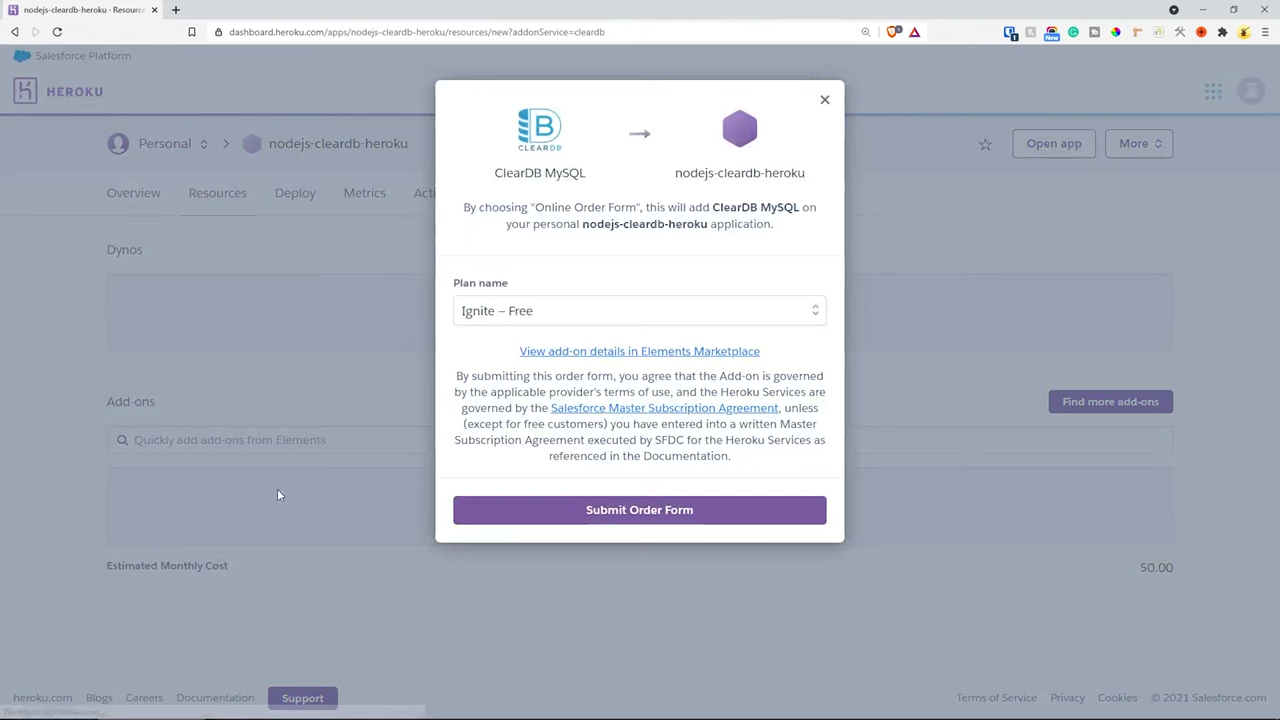 nodejs-cleardb-heroku · Resourc
dashboard.heroku.com/apps/nodejs-cleardb-heroku/resources/new?addonService=cleardb
1
1
New
Salesforce Platform
HEROKU
Personal
nodejs-cleardb-heroku
Open app
More
Overview
Resources
Deploy
Metrics
Acti
Dynos
Add-ons
Find more add-ons
Quickly add add-ons from Elements
Estimated Monthly Cost
$0.00
CLEARDB
ClearDB MySQL
nodejs-cleardb-heroku
By choosing "Online Order Form", this will add ClearDB MySQL on
your personal nodejs-cleardb-heroku application.
Plan name
Ignite – Free
View add-on details in Elements Marketplace
By submitting this order form, you agree that the Add-on is governed
by the applicable provider's terms of use, and the Heroku Services are
governed by the Salesforce Master Subscription Agreement, unless
(except for free customers) you have entered into a written Master
Subscription Agreement executed by SFDC for the Heroku Services as
referenced in the Documentation.
Submit Order Form
heroku.com
Blogs
Careers
Documentation
Support
Terms of Service
Privacy
Cookies
© 2021 Salesforce.com